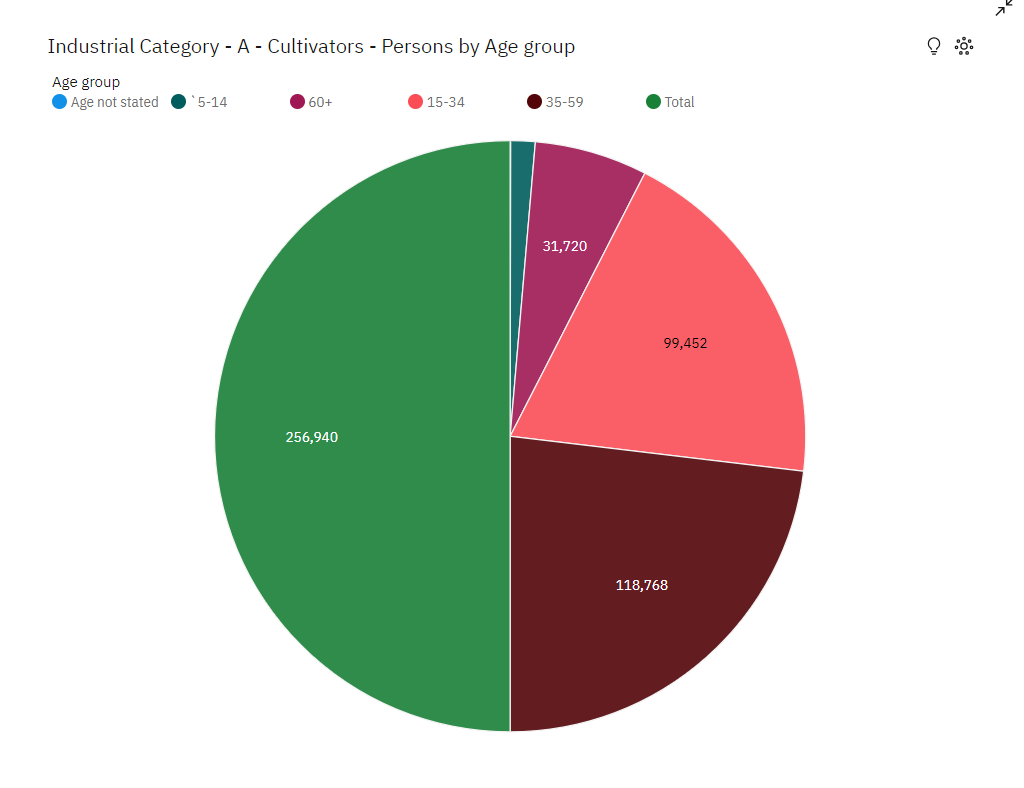 Industrial Category - A - Cultivators - Persons by Age group
Age group
Age not stated `5-14 60+ 15-34 35-59 Total
31,720
99,452
256,940
118,768